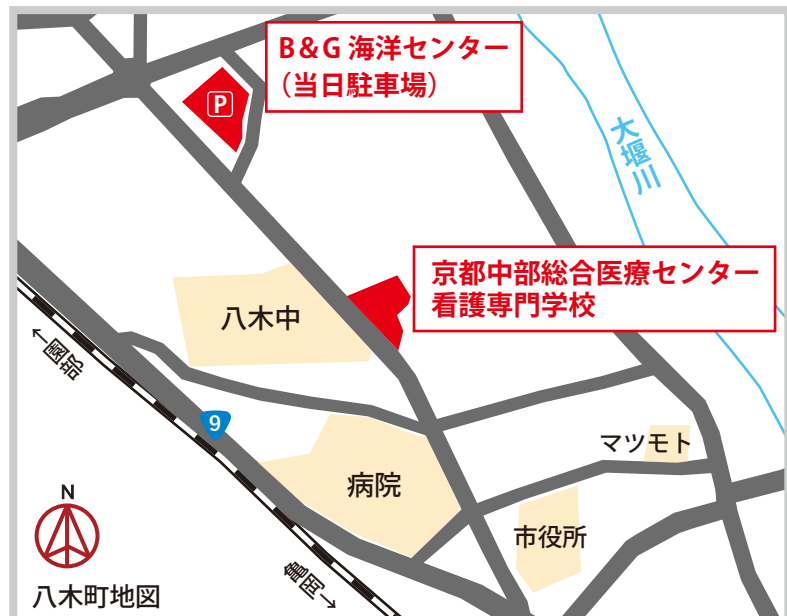 B&G 海洋センター
（当日駐車場）
P
大堰川
京都中部総合医療センター
看護専門学校
八木中
←園部
9
マツモト
病院
市役所
N
亀岡→
八木町地図